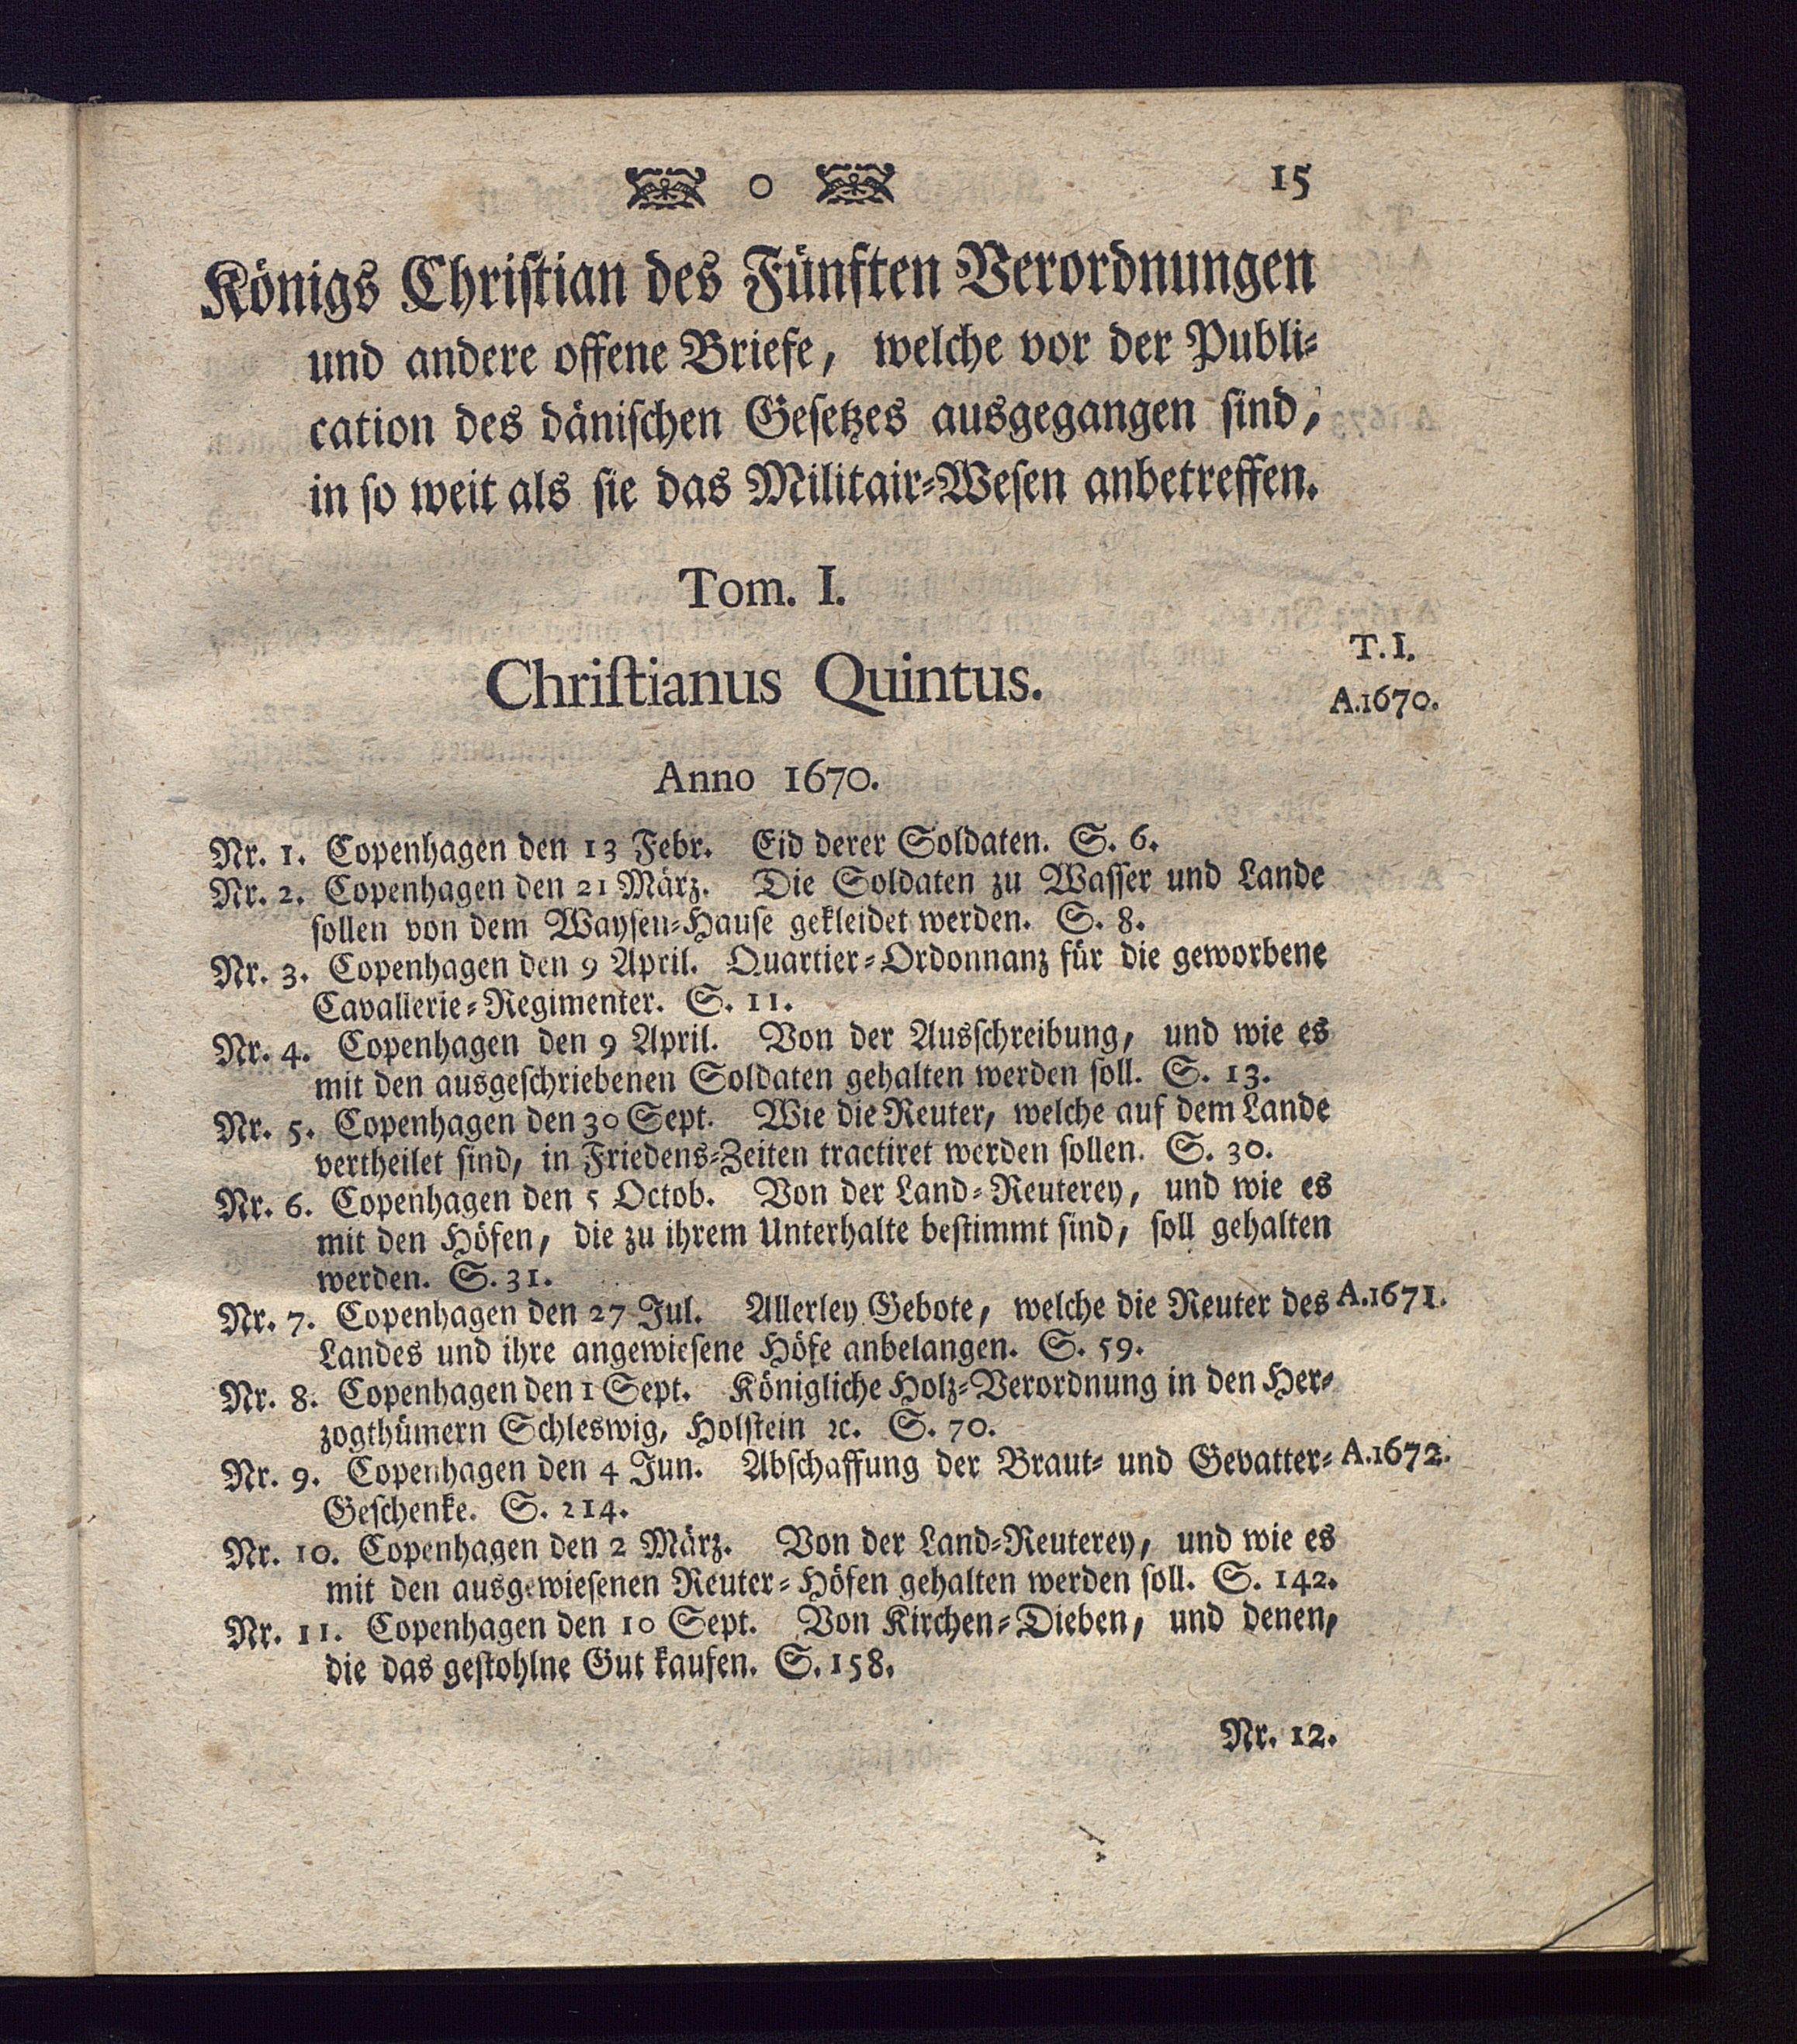 o 15
Königs Christian des Fünften Verordnungen
und andere offene Briefe, welche vor der Publi-
cation des dänischen Gesetzes ausgegangen sind,
in so weit als sie das Militair-Wesen anbetreffen.
Tom. I.
T. I.
Christianus Quintus.
A.1670.
Anno 1670.
Nr. 1. Copenhagen den 13 Febr. Eid derer Soldaten. S. 6.
Nr. 2. Copenhagen den 21 März. Die Soldaten zu Wasser und Lande
sollen von dem Waysen-Hause gekleidet werden. S. 8.
Nr. 3. Copenhagen den 9 April. Quartier-Ordonnanz für die geworbene
Cavallerie-Regimenter. S. 11.
Nr. 4. Copenhagen den 9 April. Von der Ausschreibung, und wie es
mit den ausgeschriebenen Soldaten gehalten werden soll. S. 13.
Nr. 5. Copenhagen den 30 Sept. Wie die Reuter, welche auf dem Lande
vertheilet sind, in Friedens-Zeiten tractiret werden sollen. S. 30.
Nr. 6. Copenhagen den 5 Octob. Von der Land-Reuterey, und wie es
mit den Höfen, die zu ihrem Unterhalte bestimmt sind, soll gehalten
werden. S. 31.
Nr. 7. Copenhagen den 27 Jul. Allerley Gebote, welche die Reuter des A.1671.
Landes und ihre angewiesene Höfe anbelangen. S. 59.
Nr. 8. Copenhagen den 1 Sept. Königliche Holz-Verordnung in den Her-
zogthümern Schleswig, Holstein ꝛc. S. 70.
Nr. 9. Copenhagen den 4 Jun. Abschaffung der Braut- und Gevatter- A.1672.
Geschenke. S. 214.
Nr. 10. Copenhagen den 2 März. Von der Land-Reuterey, und wie es
mit den ausgewiesenen Reuter-Höfen gehalten werden soll. S. 142.
Nr. 11. Copenhagen den 10 Sept. Von Kirchen-Dieben, und denen,
die das gestohlne Gut kaufen. S. 158.
Nr. 12.